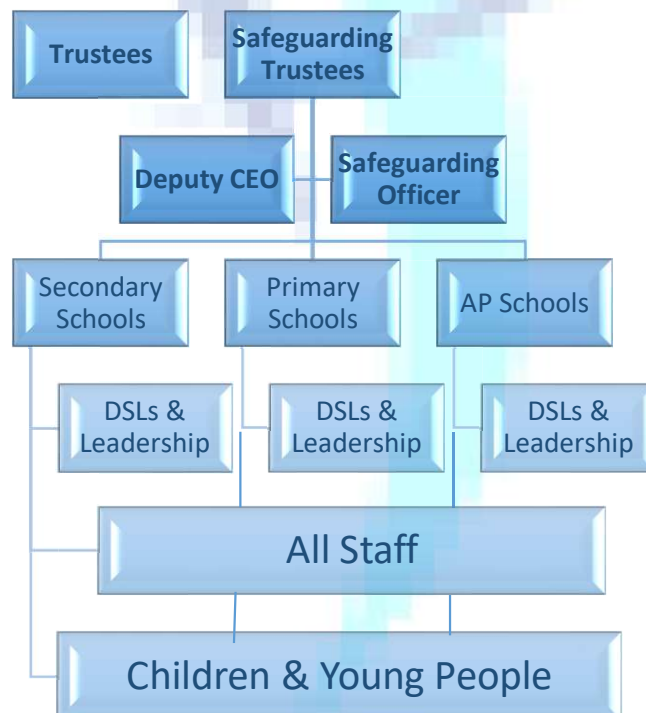 Trustees
Safeguarding
Trustees
Deputy CEO
Safeguarding
Officer
Secondary
Schools
Primary
Schools
AP Schools
DSLs &
Leadership
DSLs &
Leadership
DSLs &
Leadership
All Staff
Children & Young People